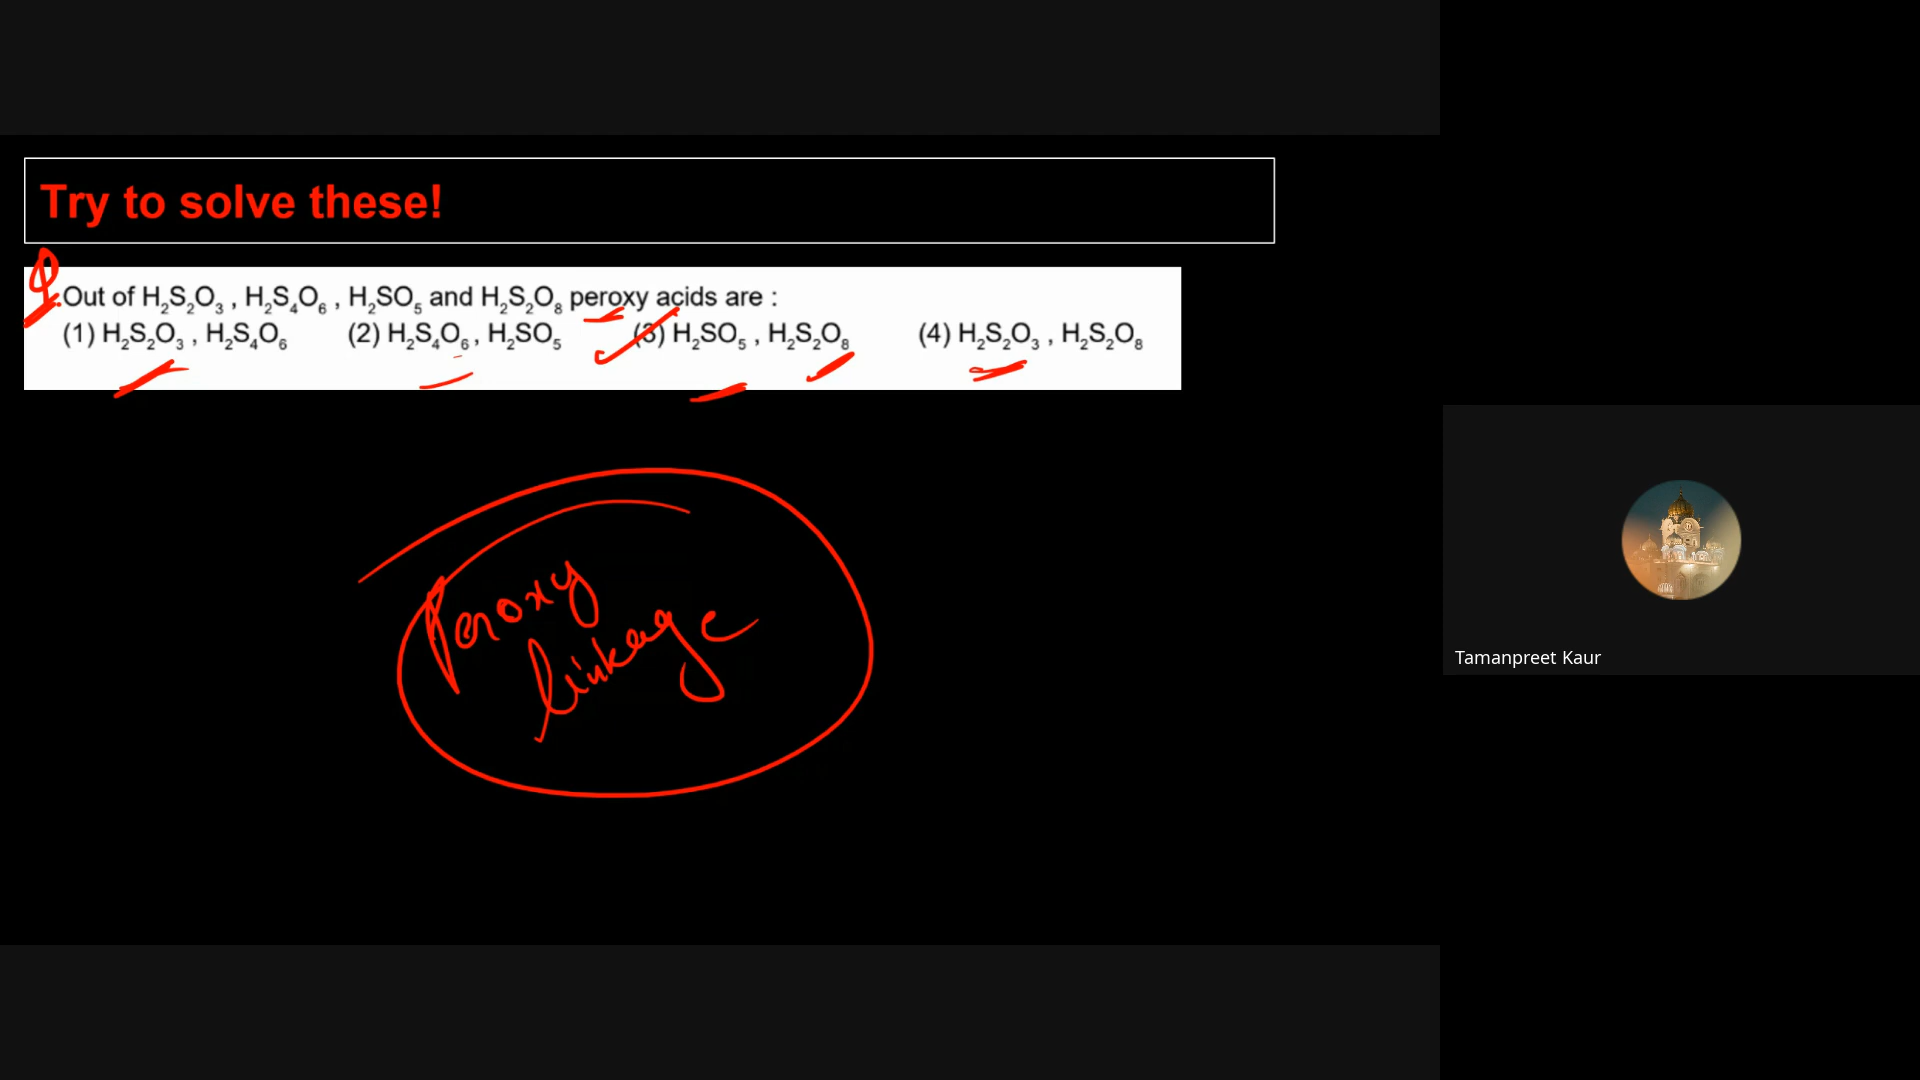 Try to solve these!
Q.Out of H₂S₂O₃ , H₂S₄O₆ , H₂SO₅ and H₂S₂O₈ peroxy acids are :
(1) H₂S₂O₃ , H₂S₄O₆ (2) H₂S₄O₆ , H₂SO₅ (3) H₂SO₅ , H₂S₂O₈ (4) H₂S₂O₃ , H₂S₂O₈
Peroxy
linkage
Tamanpreet Kaur